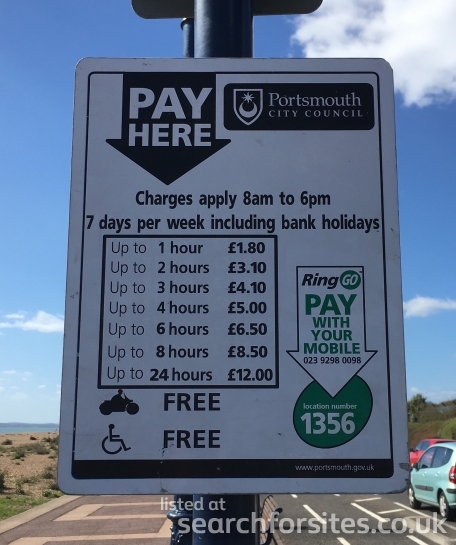 PAY
HERE
Portsmouth
CITY COUNCIL
Charges apply 8am to 6pm
7 days per week including bank holidays
Up to 1 hour £1.80
Up to 2 hours £3.10
Up to 3 hours £4.10
Up to 4 hours £5.00
Up to 6 hours £6.50
Up to 8 hours £8.50
Up to 24 hours £12.00
FREE
FREE
RingGO
PAY
WITH
YOUR
MOBILE
023 9298 0098
location number
1356
www.portsmouth.gov.uk
listed at
searchforsites.co.uk